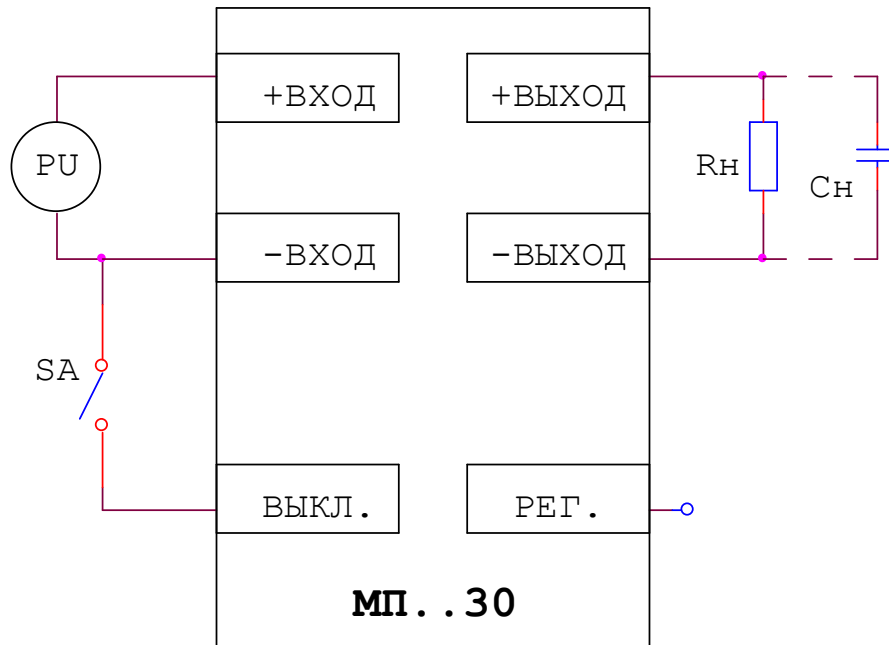 +ВХОД
+ВЫХОД
PU
Rн
Cн
-ВХОД
-ВЫХОД
SA
ВЫКЛ.
РЕГ.
МП..30